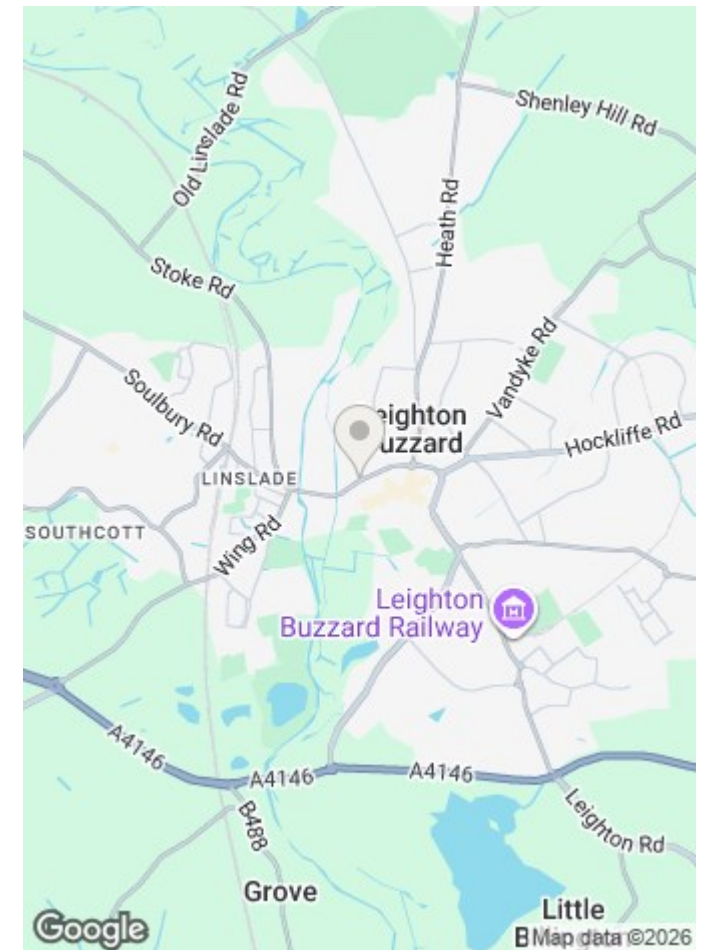 Old Linslade Rd
Shenley Hill Rd
Heath Rd
Stoke Rd
Vandyke Rd
Soulbury Rd
eighton
uzzard
Hockliffe Rd
LINSLADE
SOUTHCOTT
Wing Rd
Leighton
Buzzard Railway
A4146
A4146
A4146
B488
Leighton Rd
Grove
Little
B
Google
Map data ©2026